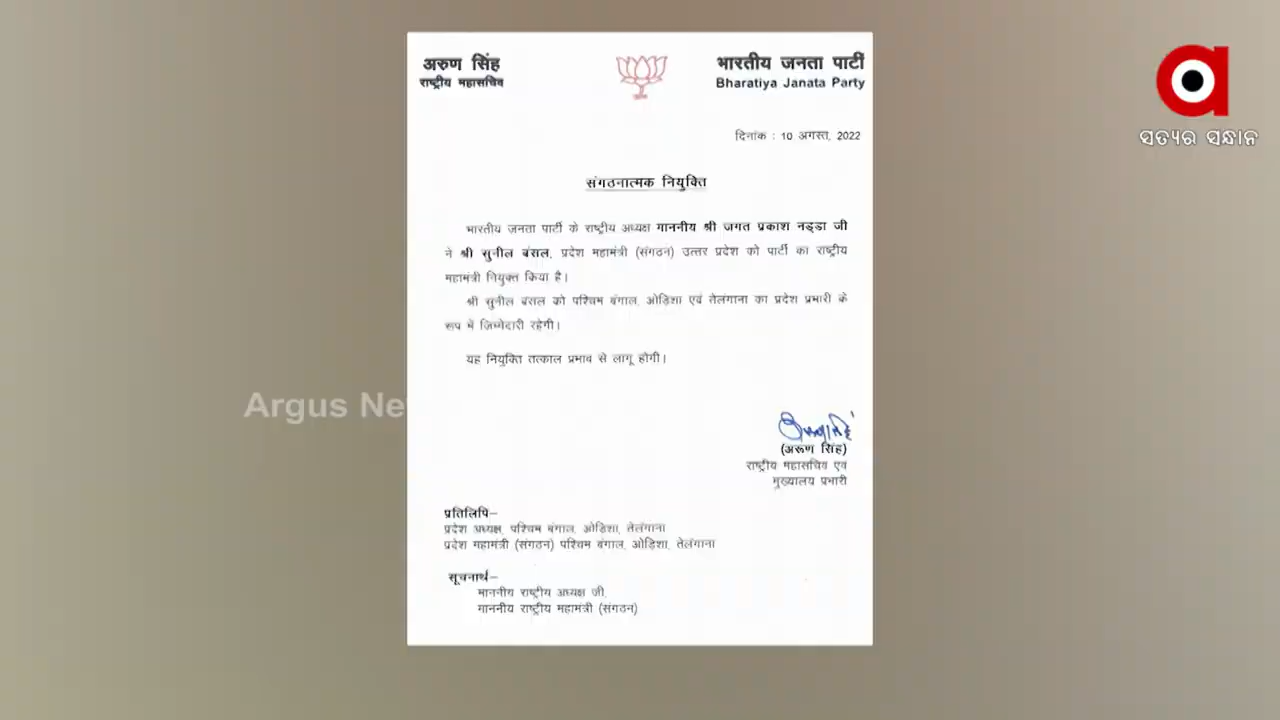 अरुण सिंह
राष्ट्रीय महासचिव
भारतीय जनता पार्टी
Bharatiya Janata Party
दिनांक : 10 अगस्त, 2022
संगठनात्मक नियुक्ति
भारतीय जनता पार्टी के राष्ट्रीय अध्यक्ष माननीय श्री जगत प्रकाश नड्डा जी
ने श्री सुनील बंसल, प्रदेश महामंत्री (संगठन) उत्तर प्रदेश को पार्टी का राष्ट्रीय
महामंत्री नियुक्त किया है।
श्री सुनील बंसल को पश्चिम बंगाल, ओड़िशा एवं तेलंगाना का प्रदेश प्रभारी के
रूप में जिम्मेदारी रहेगी।
यह नियुक्ति तत्काल प्रभाव से लागू होगी।
(अरूण सिंह)
राष्ट्रीय महासचिव एवं
मुख्यालय प्रभारी
प्रतिलिपि–
प्रदेश अध्यक्ष, पश्चिम बंगाल, ओड़िशा, तेलंगाना
प्रदेश महामंत्री (संगठन) पश्चिम बंगाल, ओड़िशा, तेलंगाना
सूचनार्थ–
माननीय राष्ट्रीय अध्यक्ष जी,
माननीय राष्ट्रीय महामंत्री (संगठन)
Argus Ne
ସତ୍ୟର ସନ୍ଧାନ